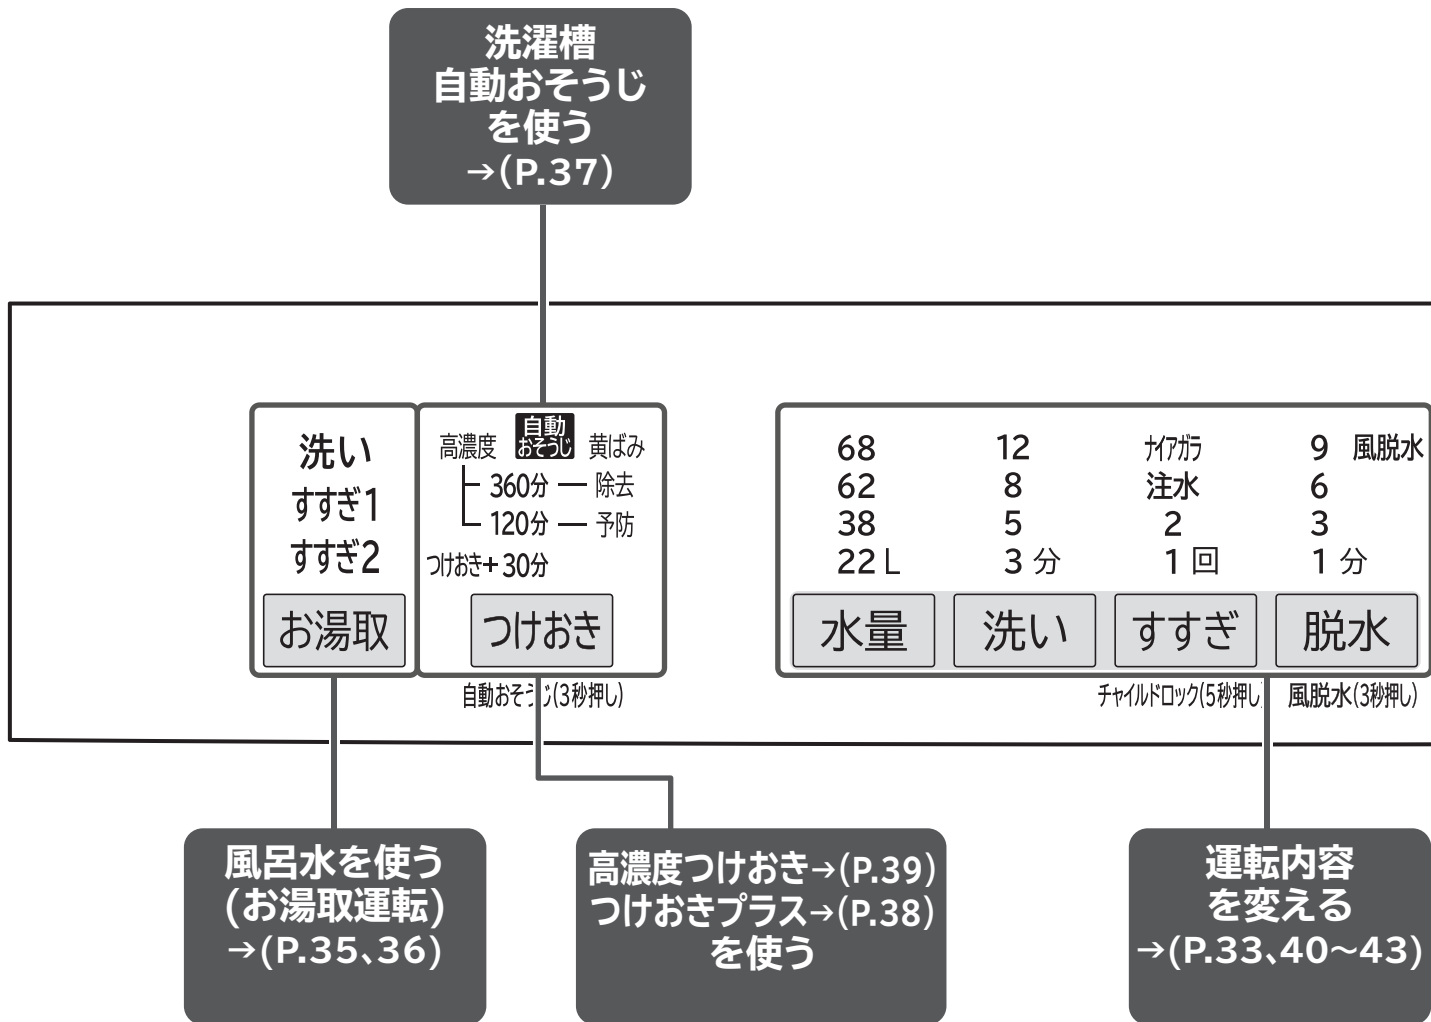 洗濯槽
自動おそうじ
を使う
→(P.37)
洗い
すすぎ1
すすぎ2
お湯取
高濃度 自動おそうじ 黄ばみ
360分 — 除去
120分 — 予防
つけおき+30分
つけおき
自動おそうじ(3秒押し)
68 12 ナイアガラ 9 風脱水
62 8 注水 6
38 5 2 3
22L 3分 1回 1分
水量 洗い すすぎ 脱水
チャイルドロック(5秒押し) 風脱水(3秒押し)
風呂水を使う
(お湯取運転)
→(P.35、36)
高濃度つけおき→(P.39)
つけおきプラス→(P.38)
を使う
運転内容
を変える
→(P.33、40~43)